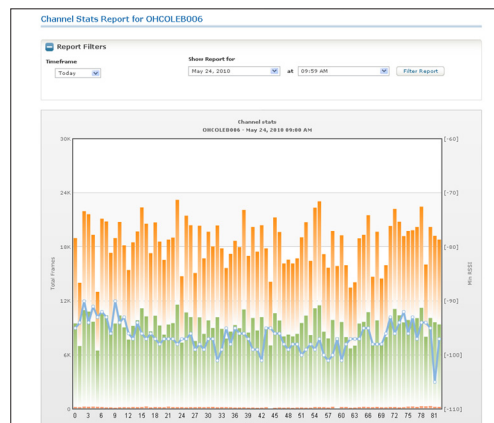 Channel Stats Report for OHCOLEB006
Report Filters
Timeframe
Show Report for
Today
May 24, 2010
at
09:59 AM
Filter Report
Channel stats
OHCOLEB006 - May 24, 2010 09:00 AM
30K
[-60]
24K
[-70]
18K
[-80]
Total Frames
Min RSSI
12K
[-90]
6K
[-100]
0
[-110]
0 3 6 9 12 15 18 21 24 27 30 33 36 39 42 45 48 51 54 57 60 63 66 69 72 75 78 81